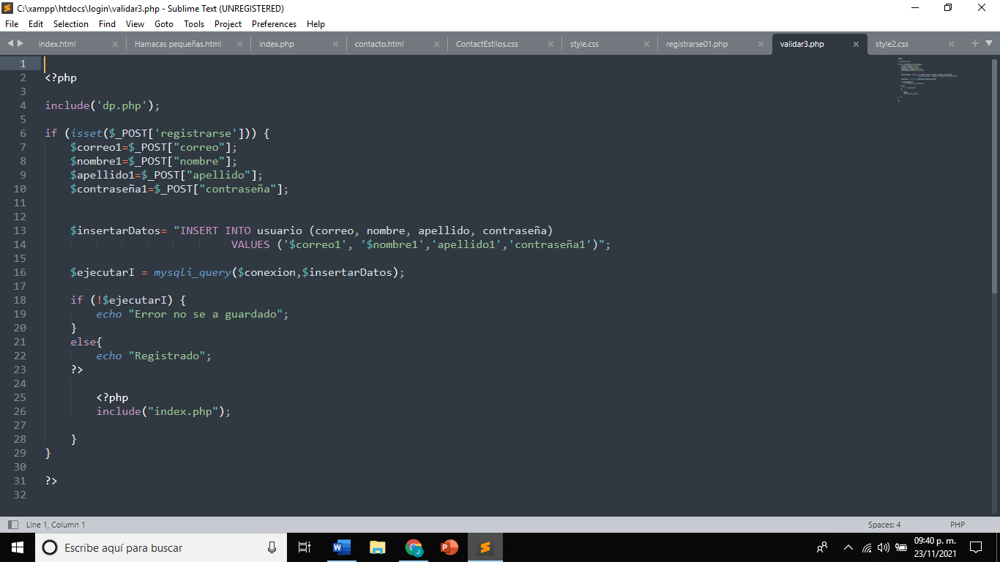 C:\xampp\htdocs\login\validar3.php - Sublime Text (UNREGISTERED)
File Edit Selection Find View Goto Tools Project Preferences Help
index.html × Hamacas pequeñas.html × index.php × contacto.html × ContactEstilos.css × style.css × registrarse01.php × validar3.php × style2.css ×
1
2 <?php
3
4 include('dp.php');
5
6 if (isset($_POST['registrarse'])) {
7 $correo1=$_POST["correo"];
8 $nombre1=$_POST["nombre"];
9 $apellido1=$_POST["apellido"];
10 $contraseña1=$_POST["contraseña"];
11
12
13 $insertarDatos= "INSERT INTO usuario (correo, nombre, apellido, contraseña)
14 VALUES ('$correo1', '$nombre1','apellido1','contraseña1')";
15
16 $ejecutarI = mysqli_query($conexion,$insertarDatos);
17
18 if (!$ejecutarI) {
19 echo "Error no se a guardado";
20 }
21 else{
22 echo "Registrado";
23 ?>
24
25 <?php
26 include("index.php");
27
28 }
29 }
30
31 ?>
32
Line 1, Column 1 Spaces: 4 PHP
Escribe aquí para buscar
09:40 p. m.
23/11/2021